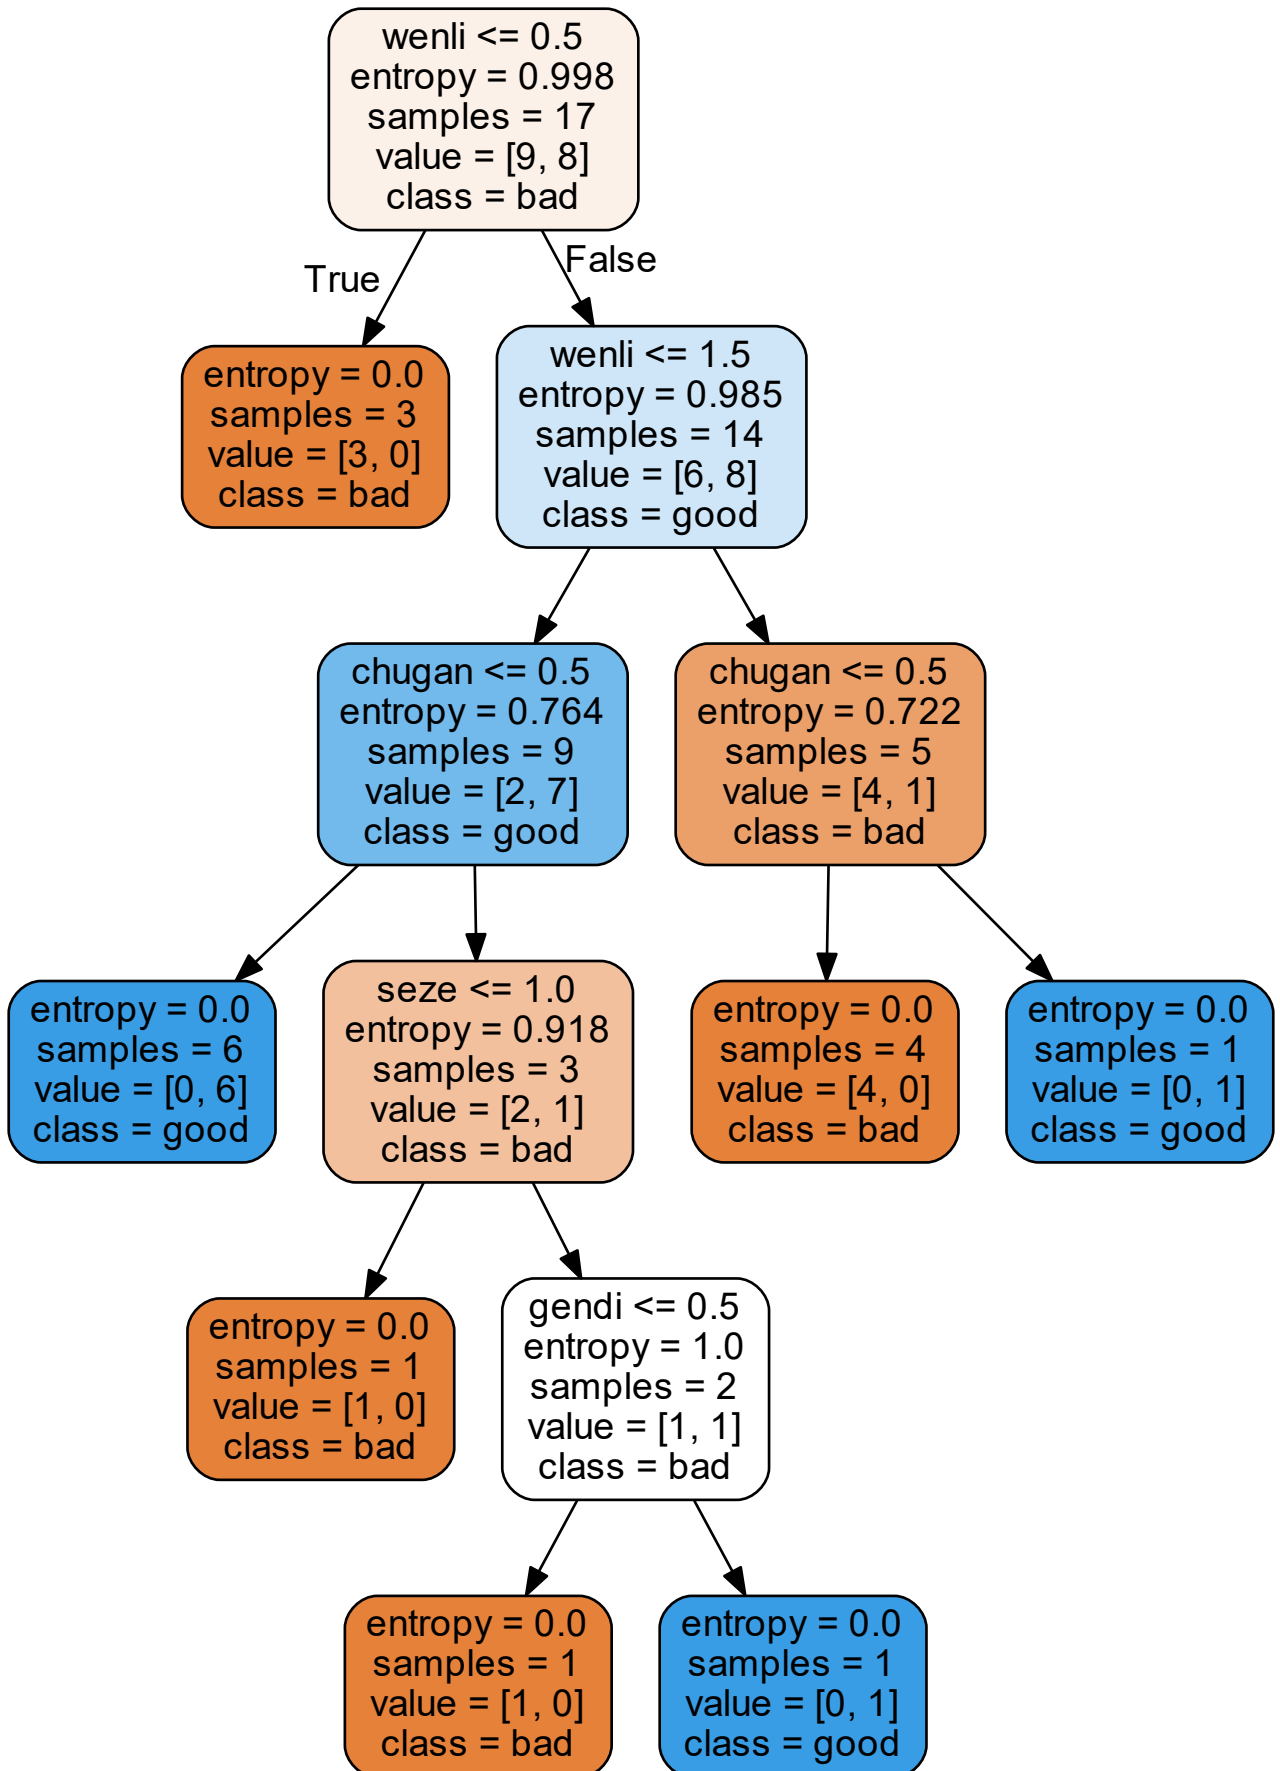 wenli <= 0.5
entropy = 0.998
samples = 17
value = [9, 8]
class = bad
True
False
entropy = 0.0
samples = 3
value = [3, 0]
class = bad
wenli <= 1.5
entropy = 0.985
samples = 14
value = [6, 8]
class = good
chugan <= 0.5
entropy = 0.764
samples = 9
value = [2, 7]
class = good
chugan <= 0.5
entropy = 0.722
samples = 5
value = [4, 1]
class = bad
entropy = 0.0
samples = 6
value = [0, 6]
class = good
seze <= 1.0
entropy = 0.918
samples = 3
value = [2, 1]
class = bad
entropy = 0.0
samples = 4
value = [4, 0]
class = bad
entropy = 0.0
samples = 1
value = [0, 1]
class = good
entropy = 0.0
samples = 1
value = [1, 0]
class = bad
gendi <= 0.5
entropy = 1.0
samples = 2
value = [1, 1]
class = bad
entropy = 0.0
samples = 1
value = [1, 0]
class = bad
entropy = 0.0
samples = 1
value = [0, 1]
class = good